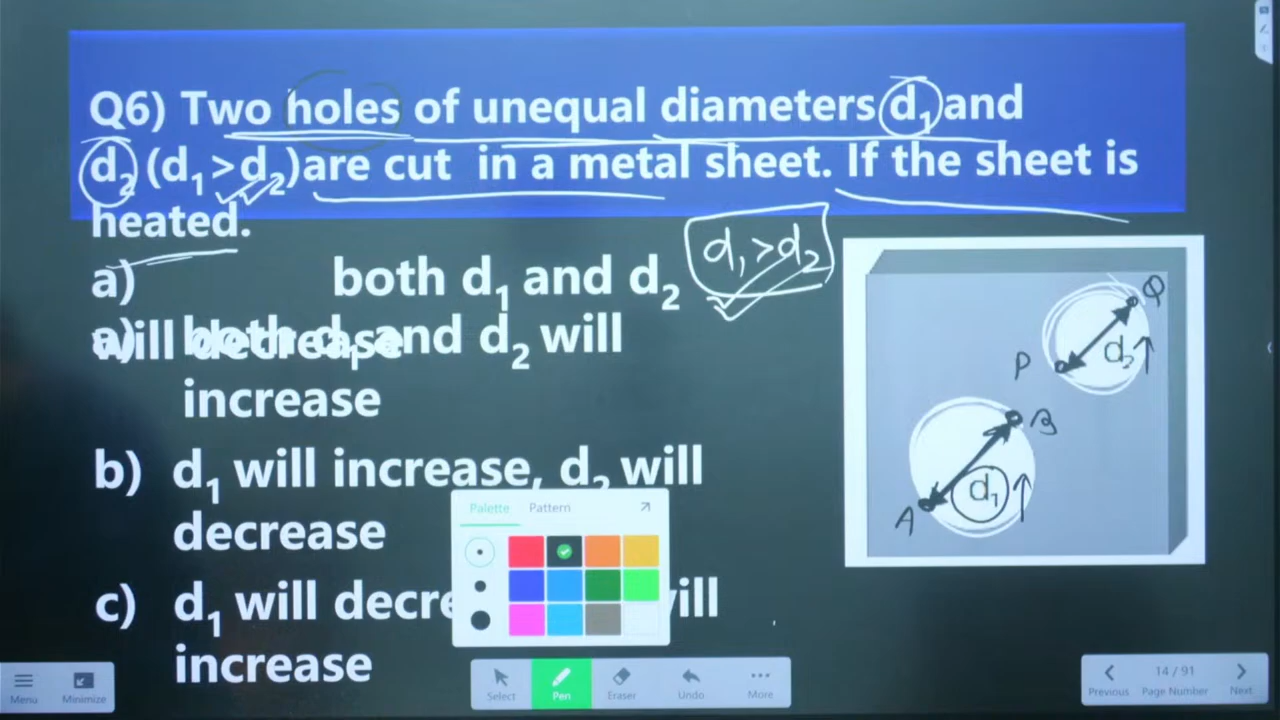 Q6) Two holes of unequal diameters d₁ and
d₂ (d₁>d₂)are cut in a metal sheet. If the sheet is
heated.
a) both d₁ and d₂
will decrease
a) both d₁ and d₂ will
increase
b) d₁ will increase, d₂ will
decrease
c) d₁ will
increase
d₁>d₂
Q
P
d₂↑
B
d₁↑
A
Palette Pattern
Menu
Minimize
Select
Pen
Eraser
Undo
More
Previous
14 / 91
Page Number
Next